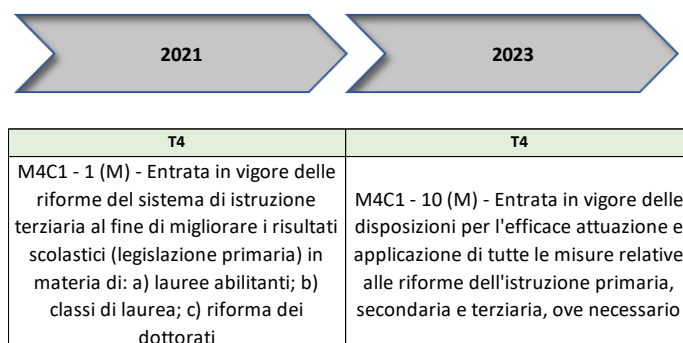 2021
2023
T4
T4
M4C1 - 1 (M) - Entrata in vigore delle
riforme del sistema di istruzione
terziaria al fine di migliorare i risultati
scolastici (legislazione primaria) in
materia di: a) lauree abilitanti; b)
classi di laurea; c) riforma dei
dottorati
M4C1 - 10 (M) - Entrata in vigore delle
disposizioni per l'efficace attuazione e
applicazione di tutte le misure relative
alle riforme dell'istruzione primaria,
secondaria e terziaria, ove necessario